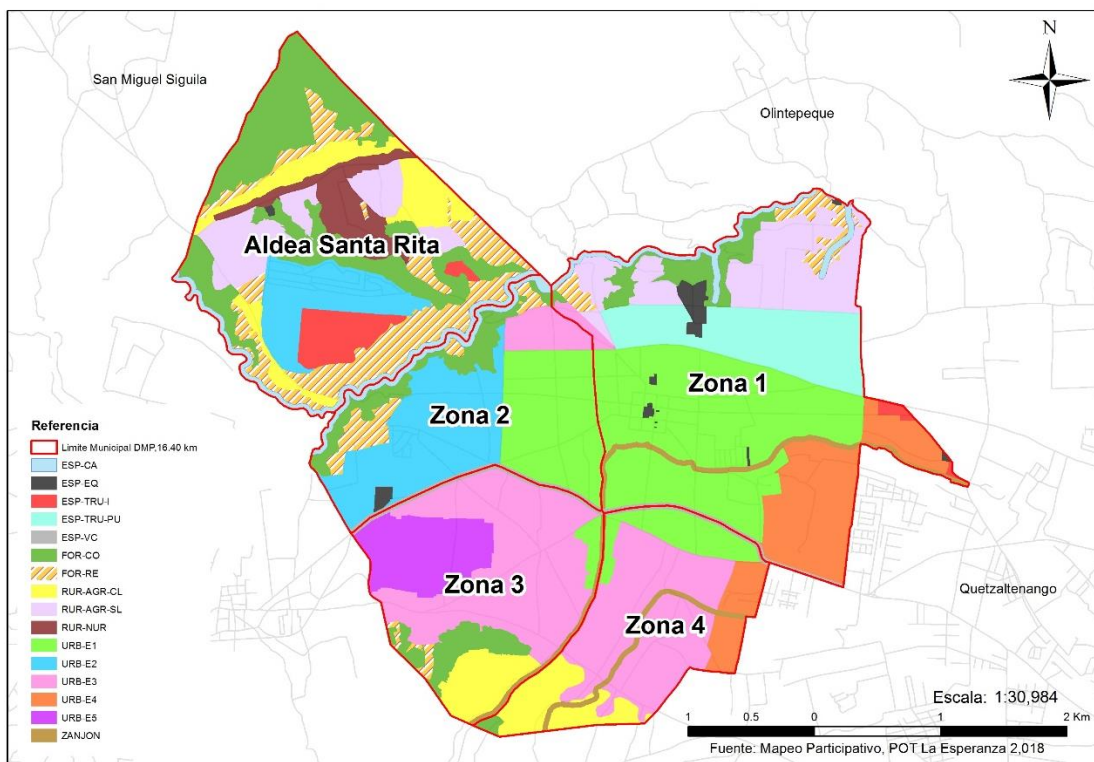 N
San Miguel Siguila
Olintepeque
Aldea Santa Rita
Zona 1
Zona 2
Zona 3
Zona 4
Quetzaltenango
Referencia
Limite Municipal DMP,16.40 km
ESP-CA
ESP-EQ
ESP-TRU-I
ESP-TRU-PU
ESP-VC
FOR-CO
FOR-RE
RUR-AGR-CL
RUR-AGR-SL
RUR-NUR
URB-E1
URB-E2
URB-E3
URB-E4
URB-E5
ZANJON
Escala: 1:30,984
1 0.5 0 1 2 Km
Fuente: Mapeo Participativo, POT La Esperanza 2,018